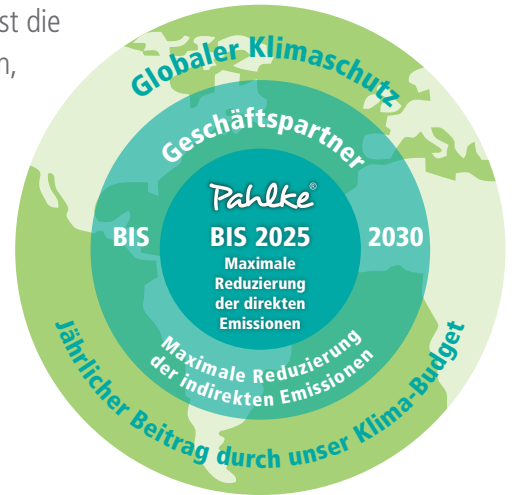 st die
n,
Globaler Klimaschutz
Geschäftspartner
Pahlke®
BIS
BIS 2025
2030
Maximale
Reduzierung
der direkten
Emissionen
Maximale Reduzierung
der indirekten Emissionen
Jährlicher Beitrag durch unser Klima-Budget